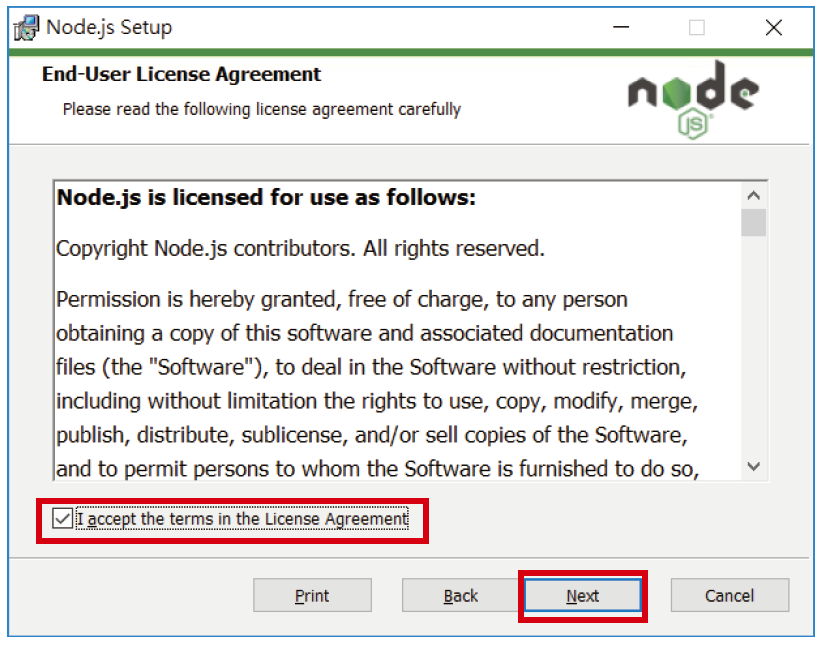 Node.js Setup
End-User License Agreement
Please read the following license agreement carefully
node
JS
Node.js is licensed for use as follows:
Copyright Node.js contributors. All rights reserved.
Permission is hereby granted, free of charge, to any person
obtaining a copy of this software and associated documentation
files (the "Software"), to deal in the Software without restriction,
including without limitation the rights to use, copy, modify, merge,
publish, distribute, sublicense, and/or sell copies of the Software,
and to permit persons to whom the Software is furnished to do so,
I accept the terms in the License Agreement
Print
Back
Next
Cancel